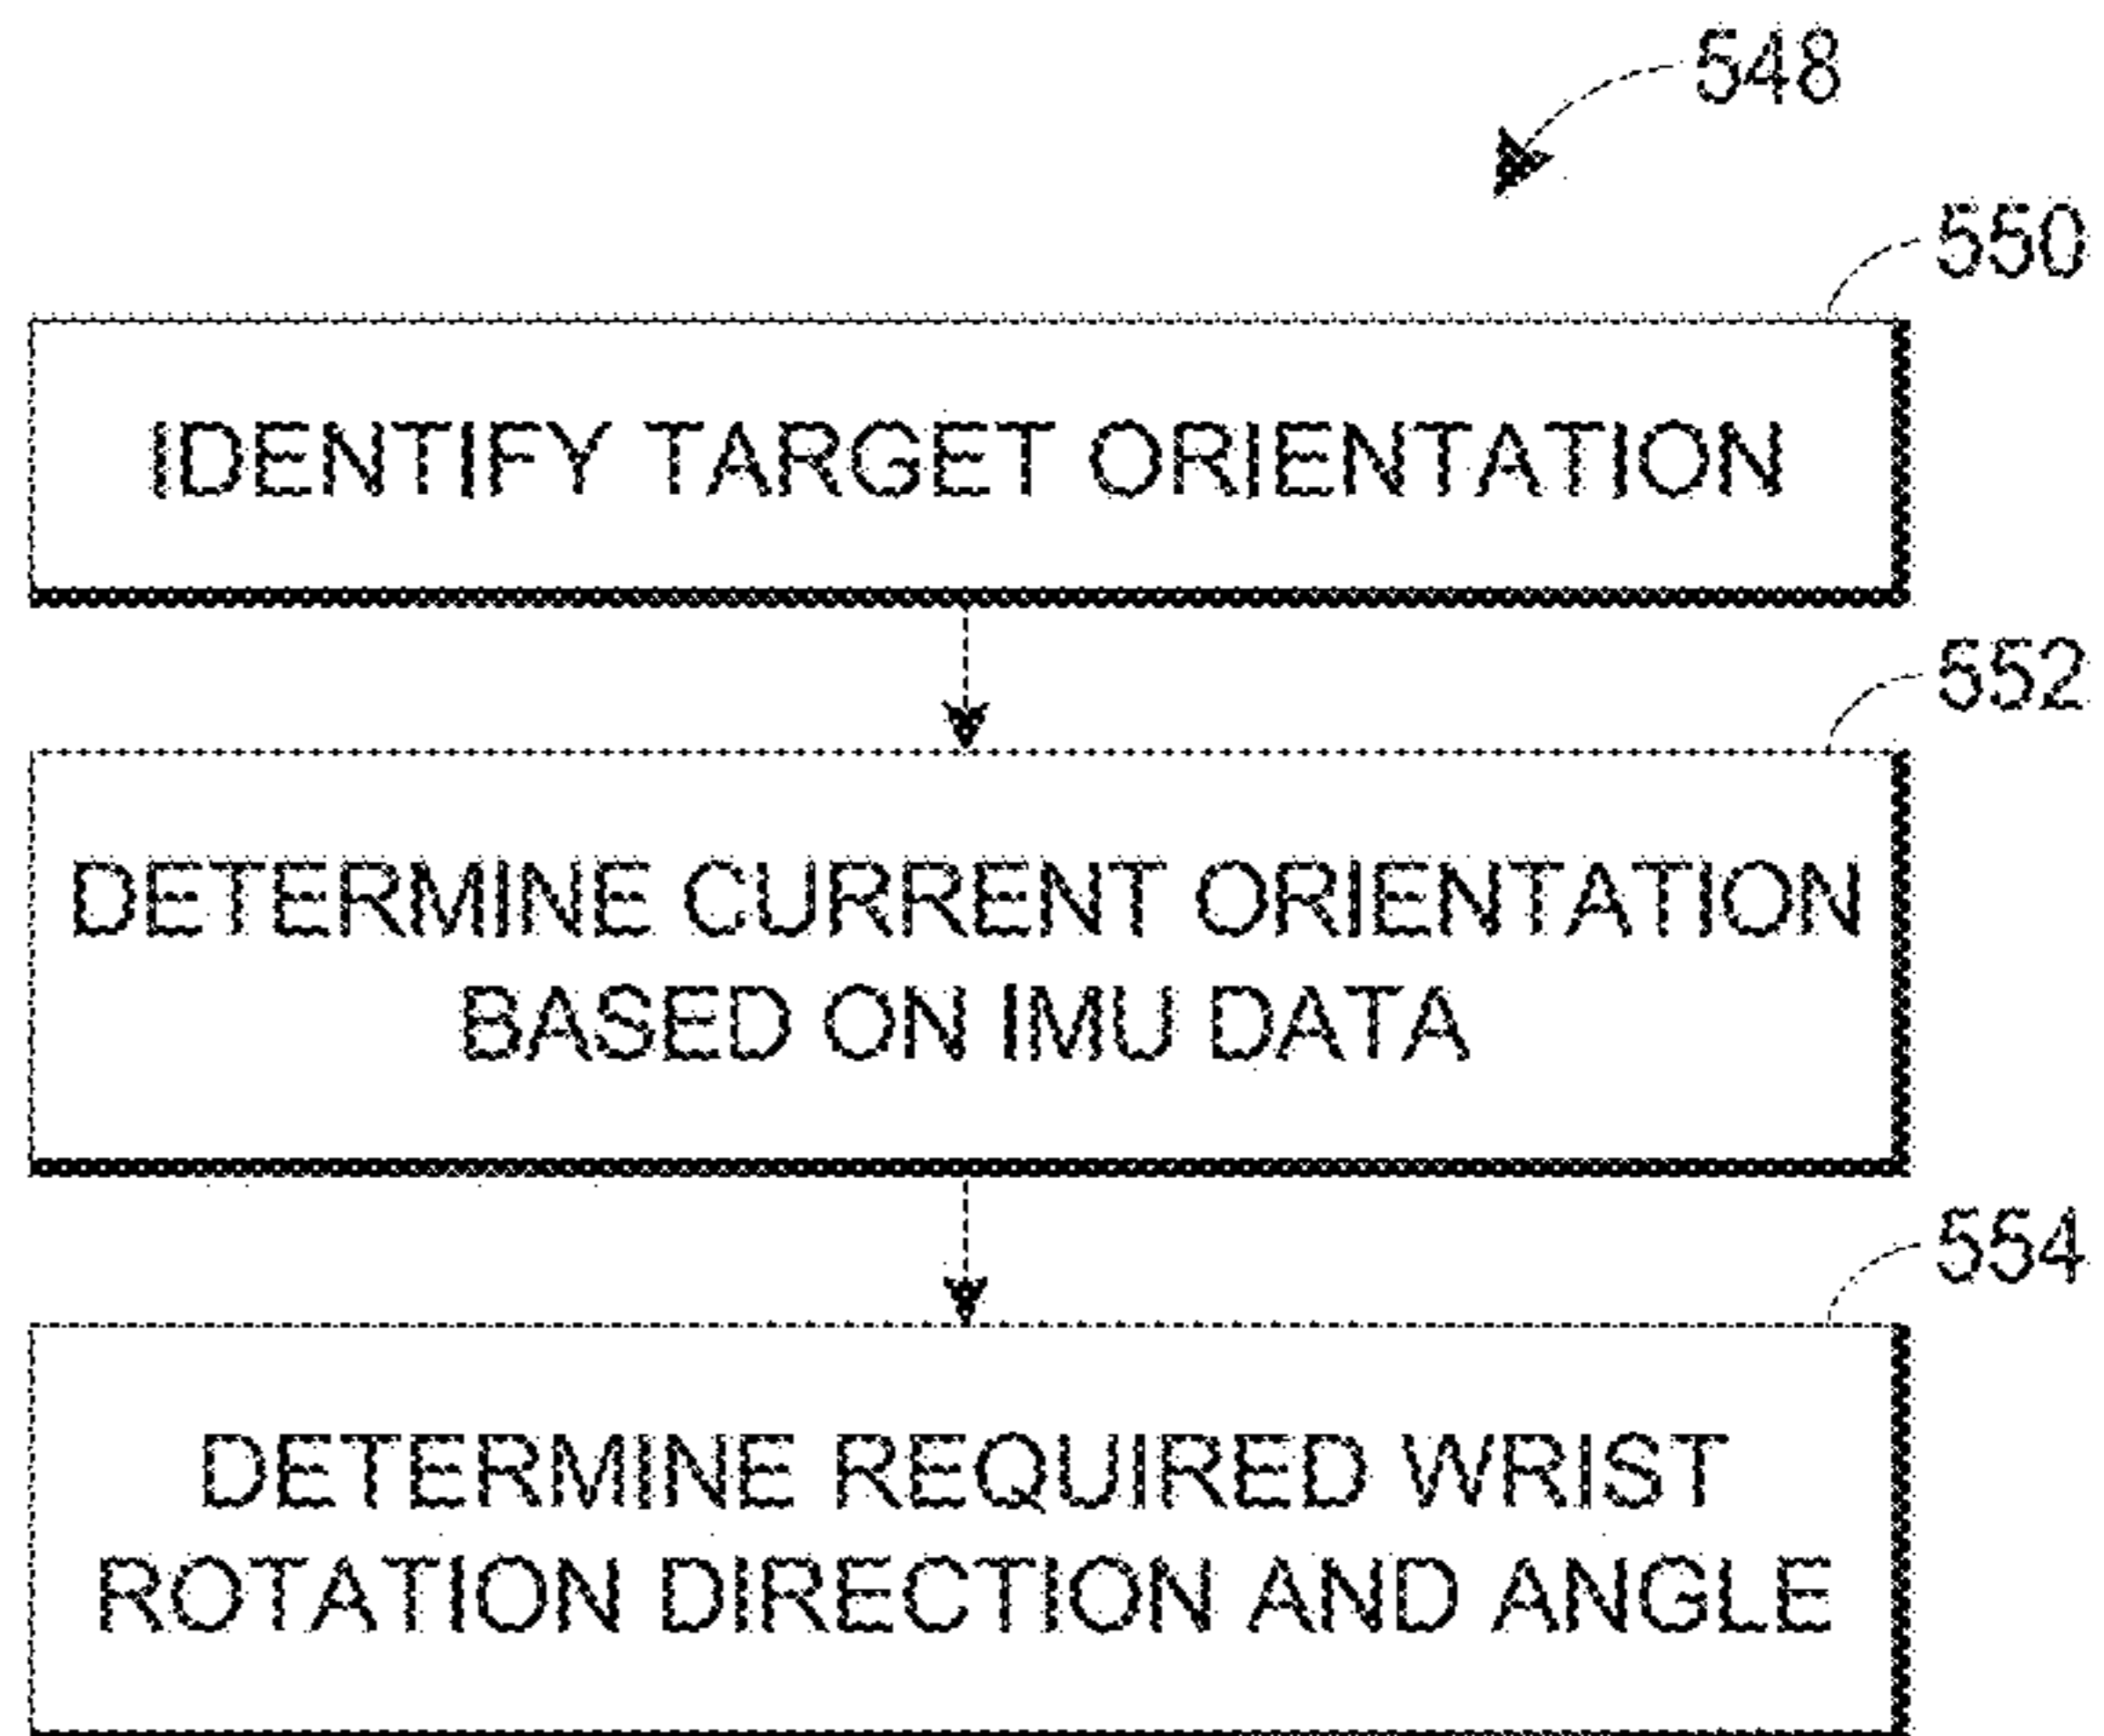 548
550
IDENTIFY TARGET ORIENTATION
552
DETERMINE CURRENT ORIENTATION
BASED ON IMU DATA
554
DETERMINE REQUIRED WRIST
ROTATION DIRECTION AND ANGLE